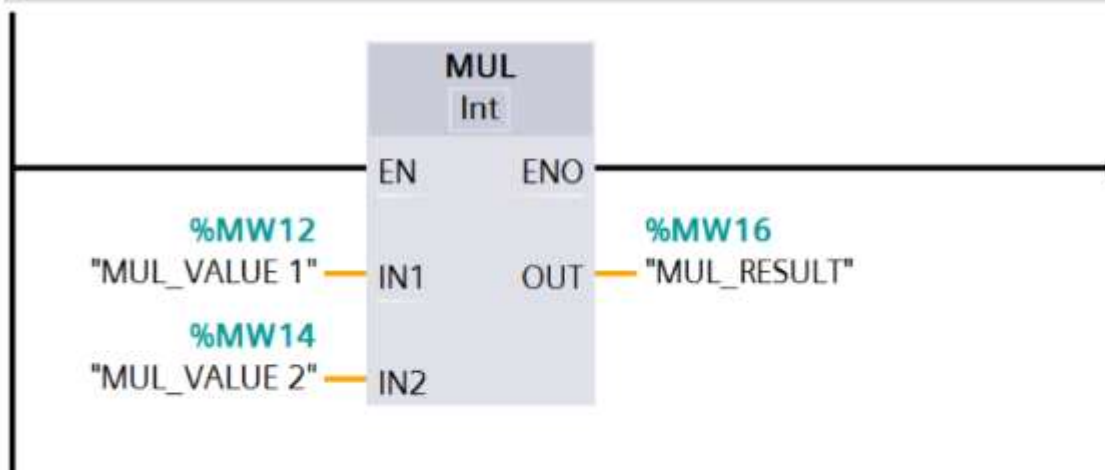 MUL
Int
EN ENO
%MW12 %MW16
"MUL_VALUE 1" IN1 OUT "MUL_RESULT"
%MW14
"MUL_VALUE 2" IN2